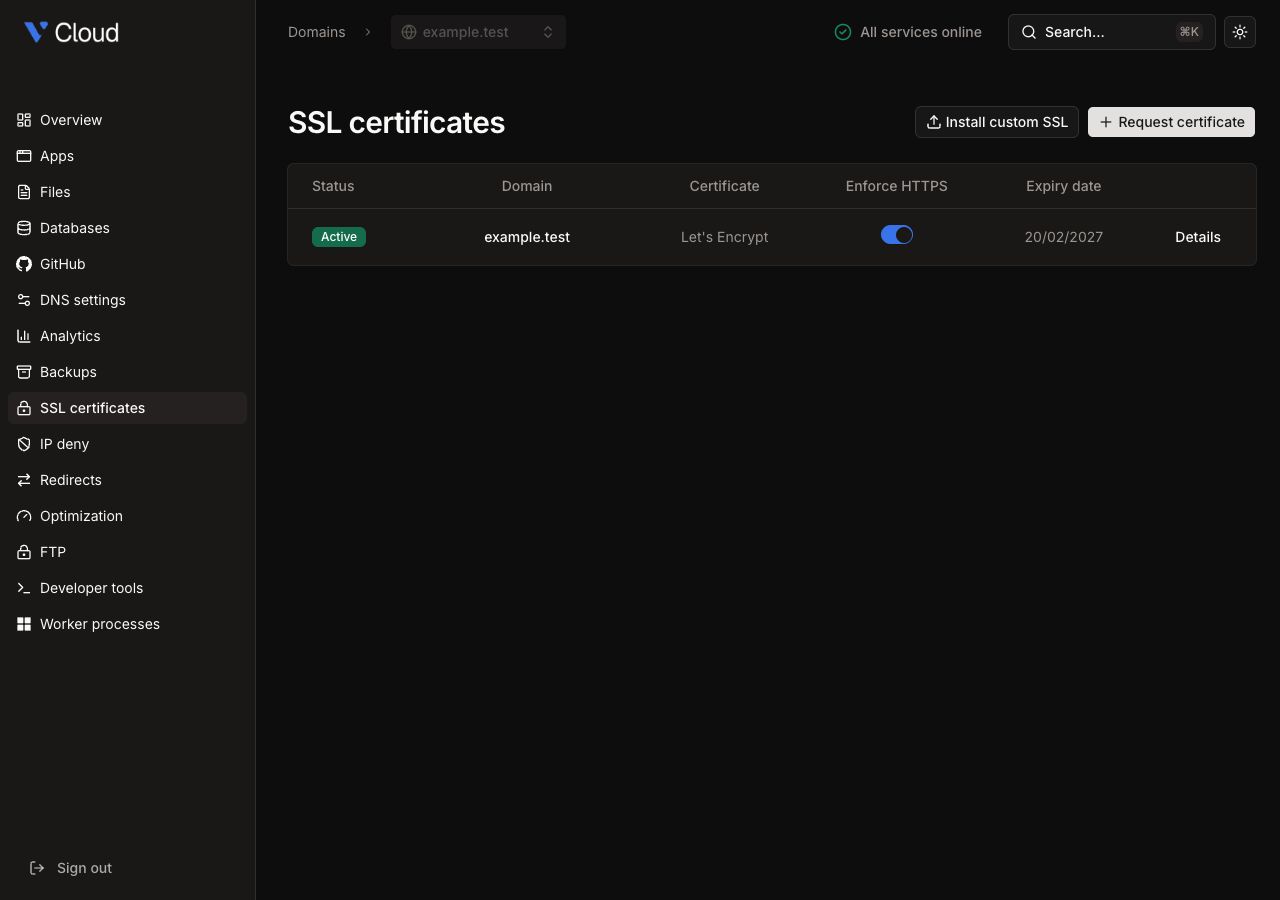 Cloud
Domains
example.test
All services online
Search...
⌘K
Overview
Apps
Files
Databases
GitHub
DNS settings
Analytics
Backups
SSL certificates
IP deny
Redirects
Optimization
FTP
Developer tools
Worker processes
Sign out
SSL certificates
Install custom SSL
Request certificate
Status Domain Certificate Enforce HTTPS Expiry date
Active example.test Let's Encrypt 20/02/2027 Details